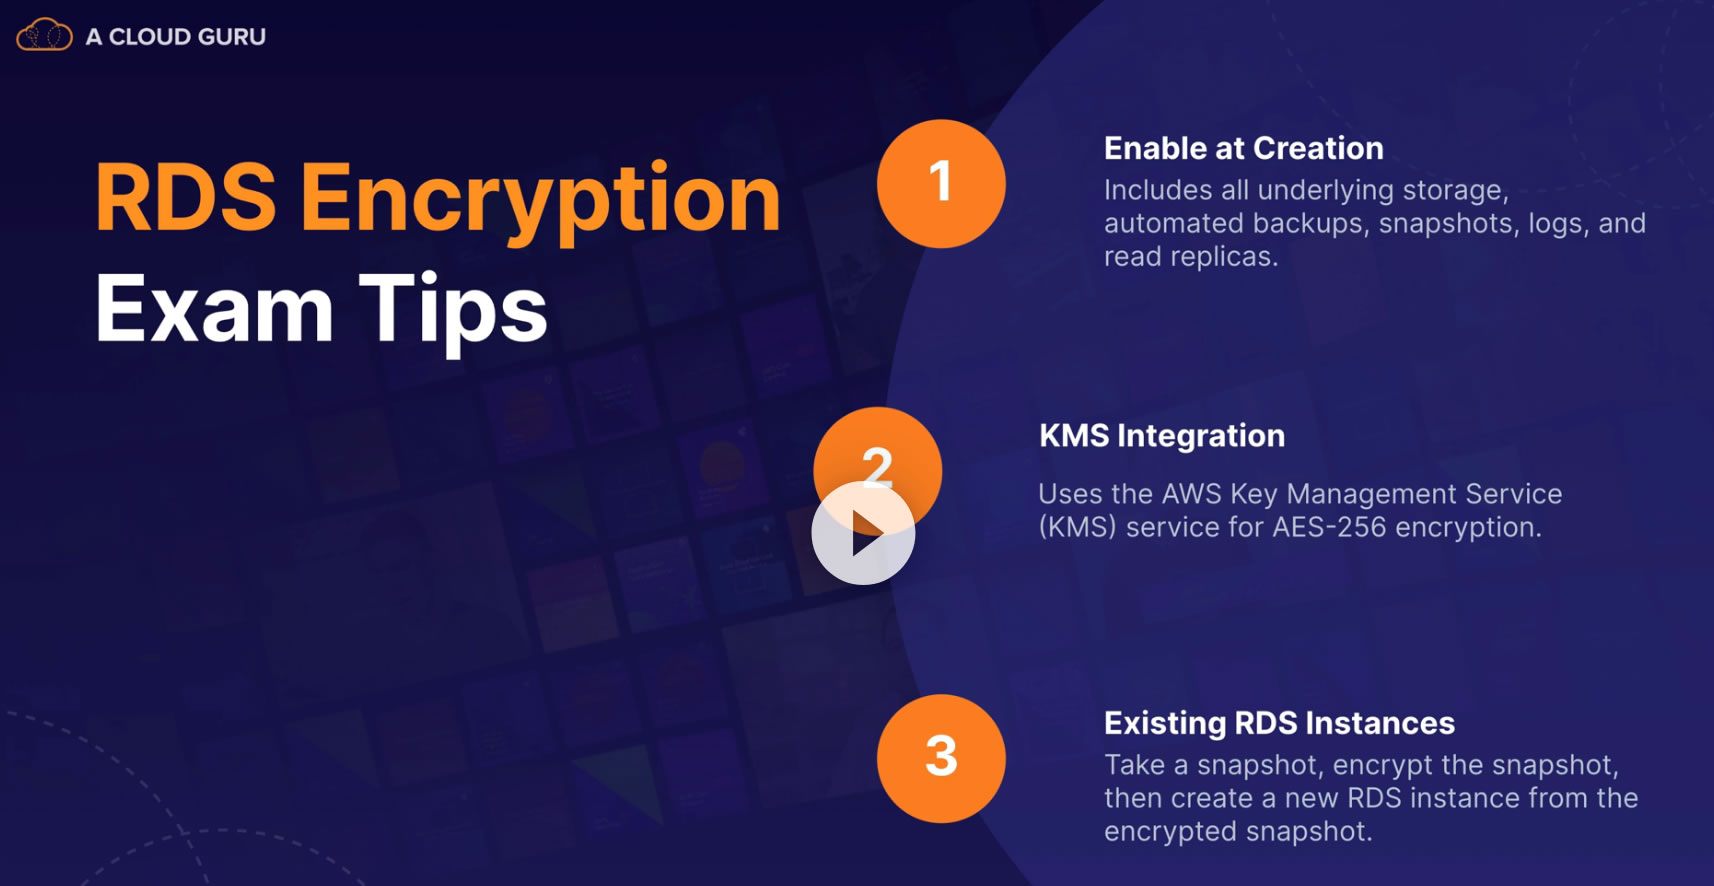 A CLOUD GURU
RDS Encryption
Exam Tips
1
Enable at Creation
Includes all underlying storage,
automated backups, snapshots, logs, and
read replicas.
2
KMS Integration
Uses the AWS Key Management Service
(KMS) service for AES-256 encryption.
3
Existing RDS Instances
Take a snapshot, encrypt the snapshot,
then create a new RDS instance from the
encrypted snapshot.